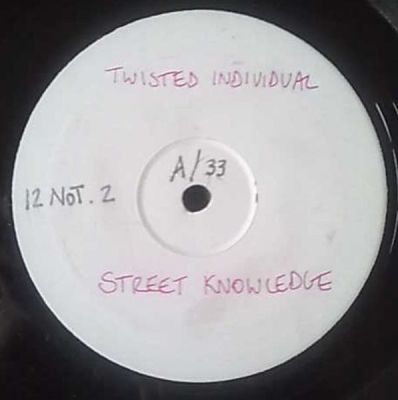 TWISTED INDIVIDUAL
A/33
12 NOT. 2
STREET KNOWLEDGE